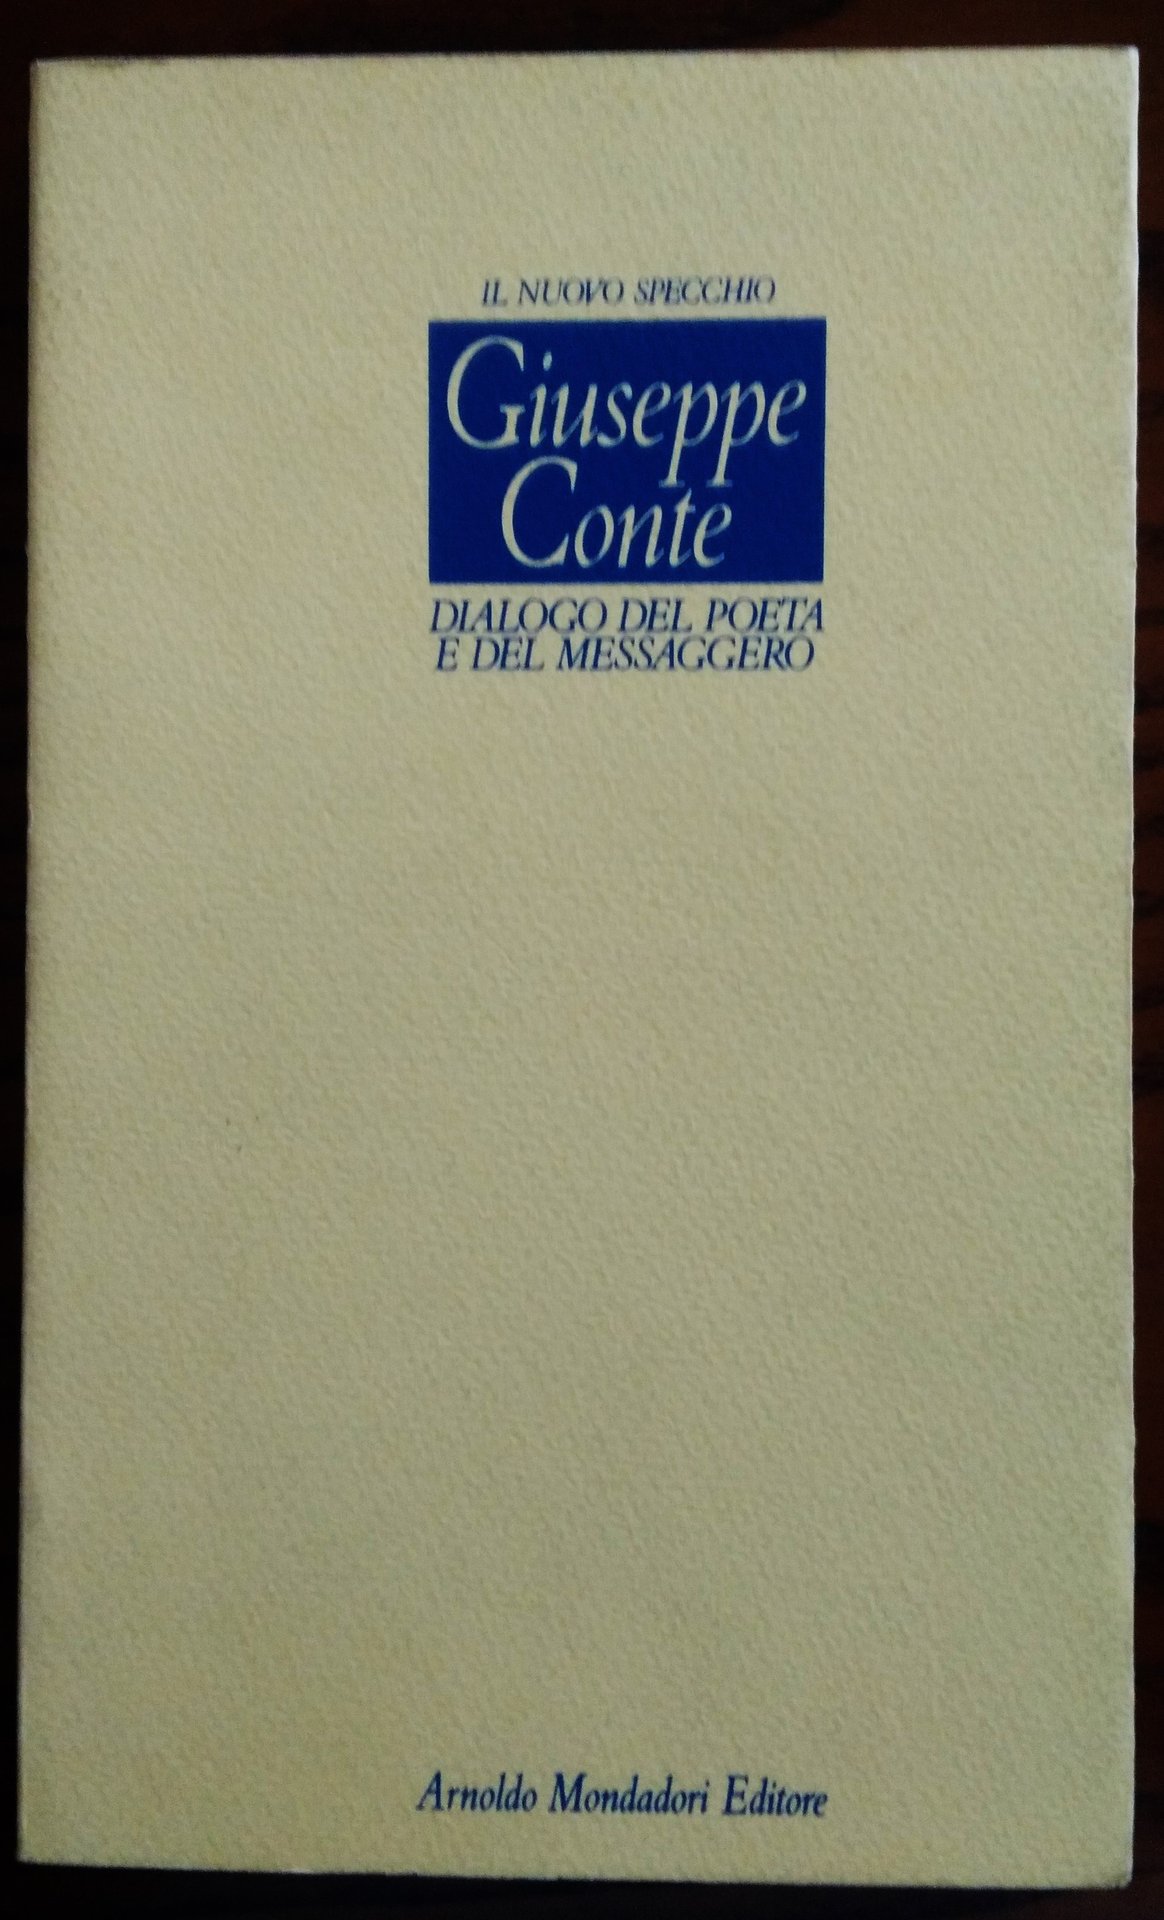 IL NUOVO SPECCHIO
Giuseppe
Conte
DIALOGO DEL POETA
E DEL MESSAGGERO
Arnoldo Mondadori Editore